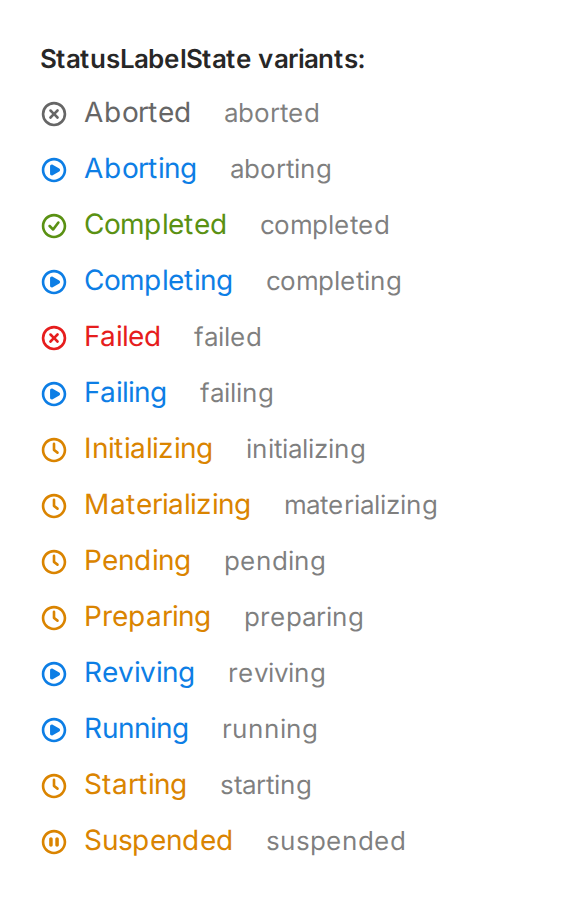 StatusLabelState variants:
Aborted aborted
Aborting aborting
Completed completed
Completing completing
Failed failed
Failing failing
Initializing initializing
Materializing materializing
Pending pending
Preparing preparing
Reviving reviving
Running running
Starting starting
Suspended suspended